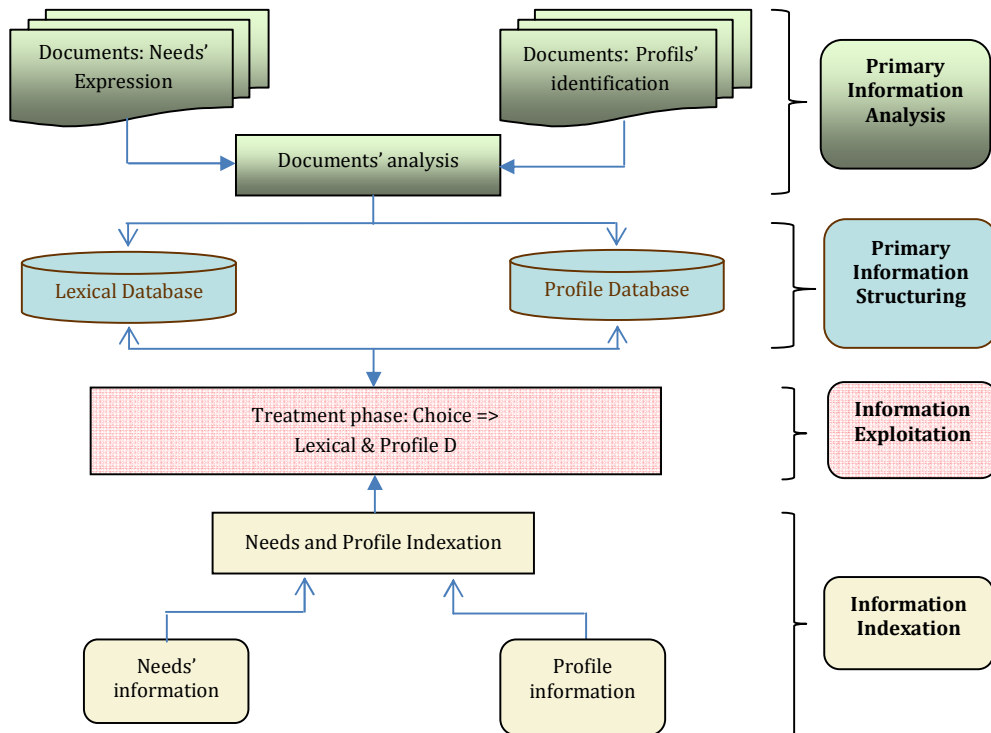 Documents: Needs'
Expression
Documents: Profils'
identification
Primary
Information
Analysis
Documents' analysis
Lexical Database
Profile Database
Primary
Information
Structuring
Treatment phase: Choice =>
Lexical & Profile D
Information
Exploitation
Needs and Profile Indexation
Information
Indexation
Needs'
information
Profile
information